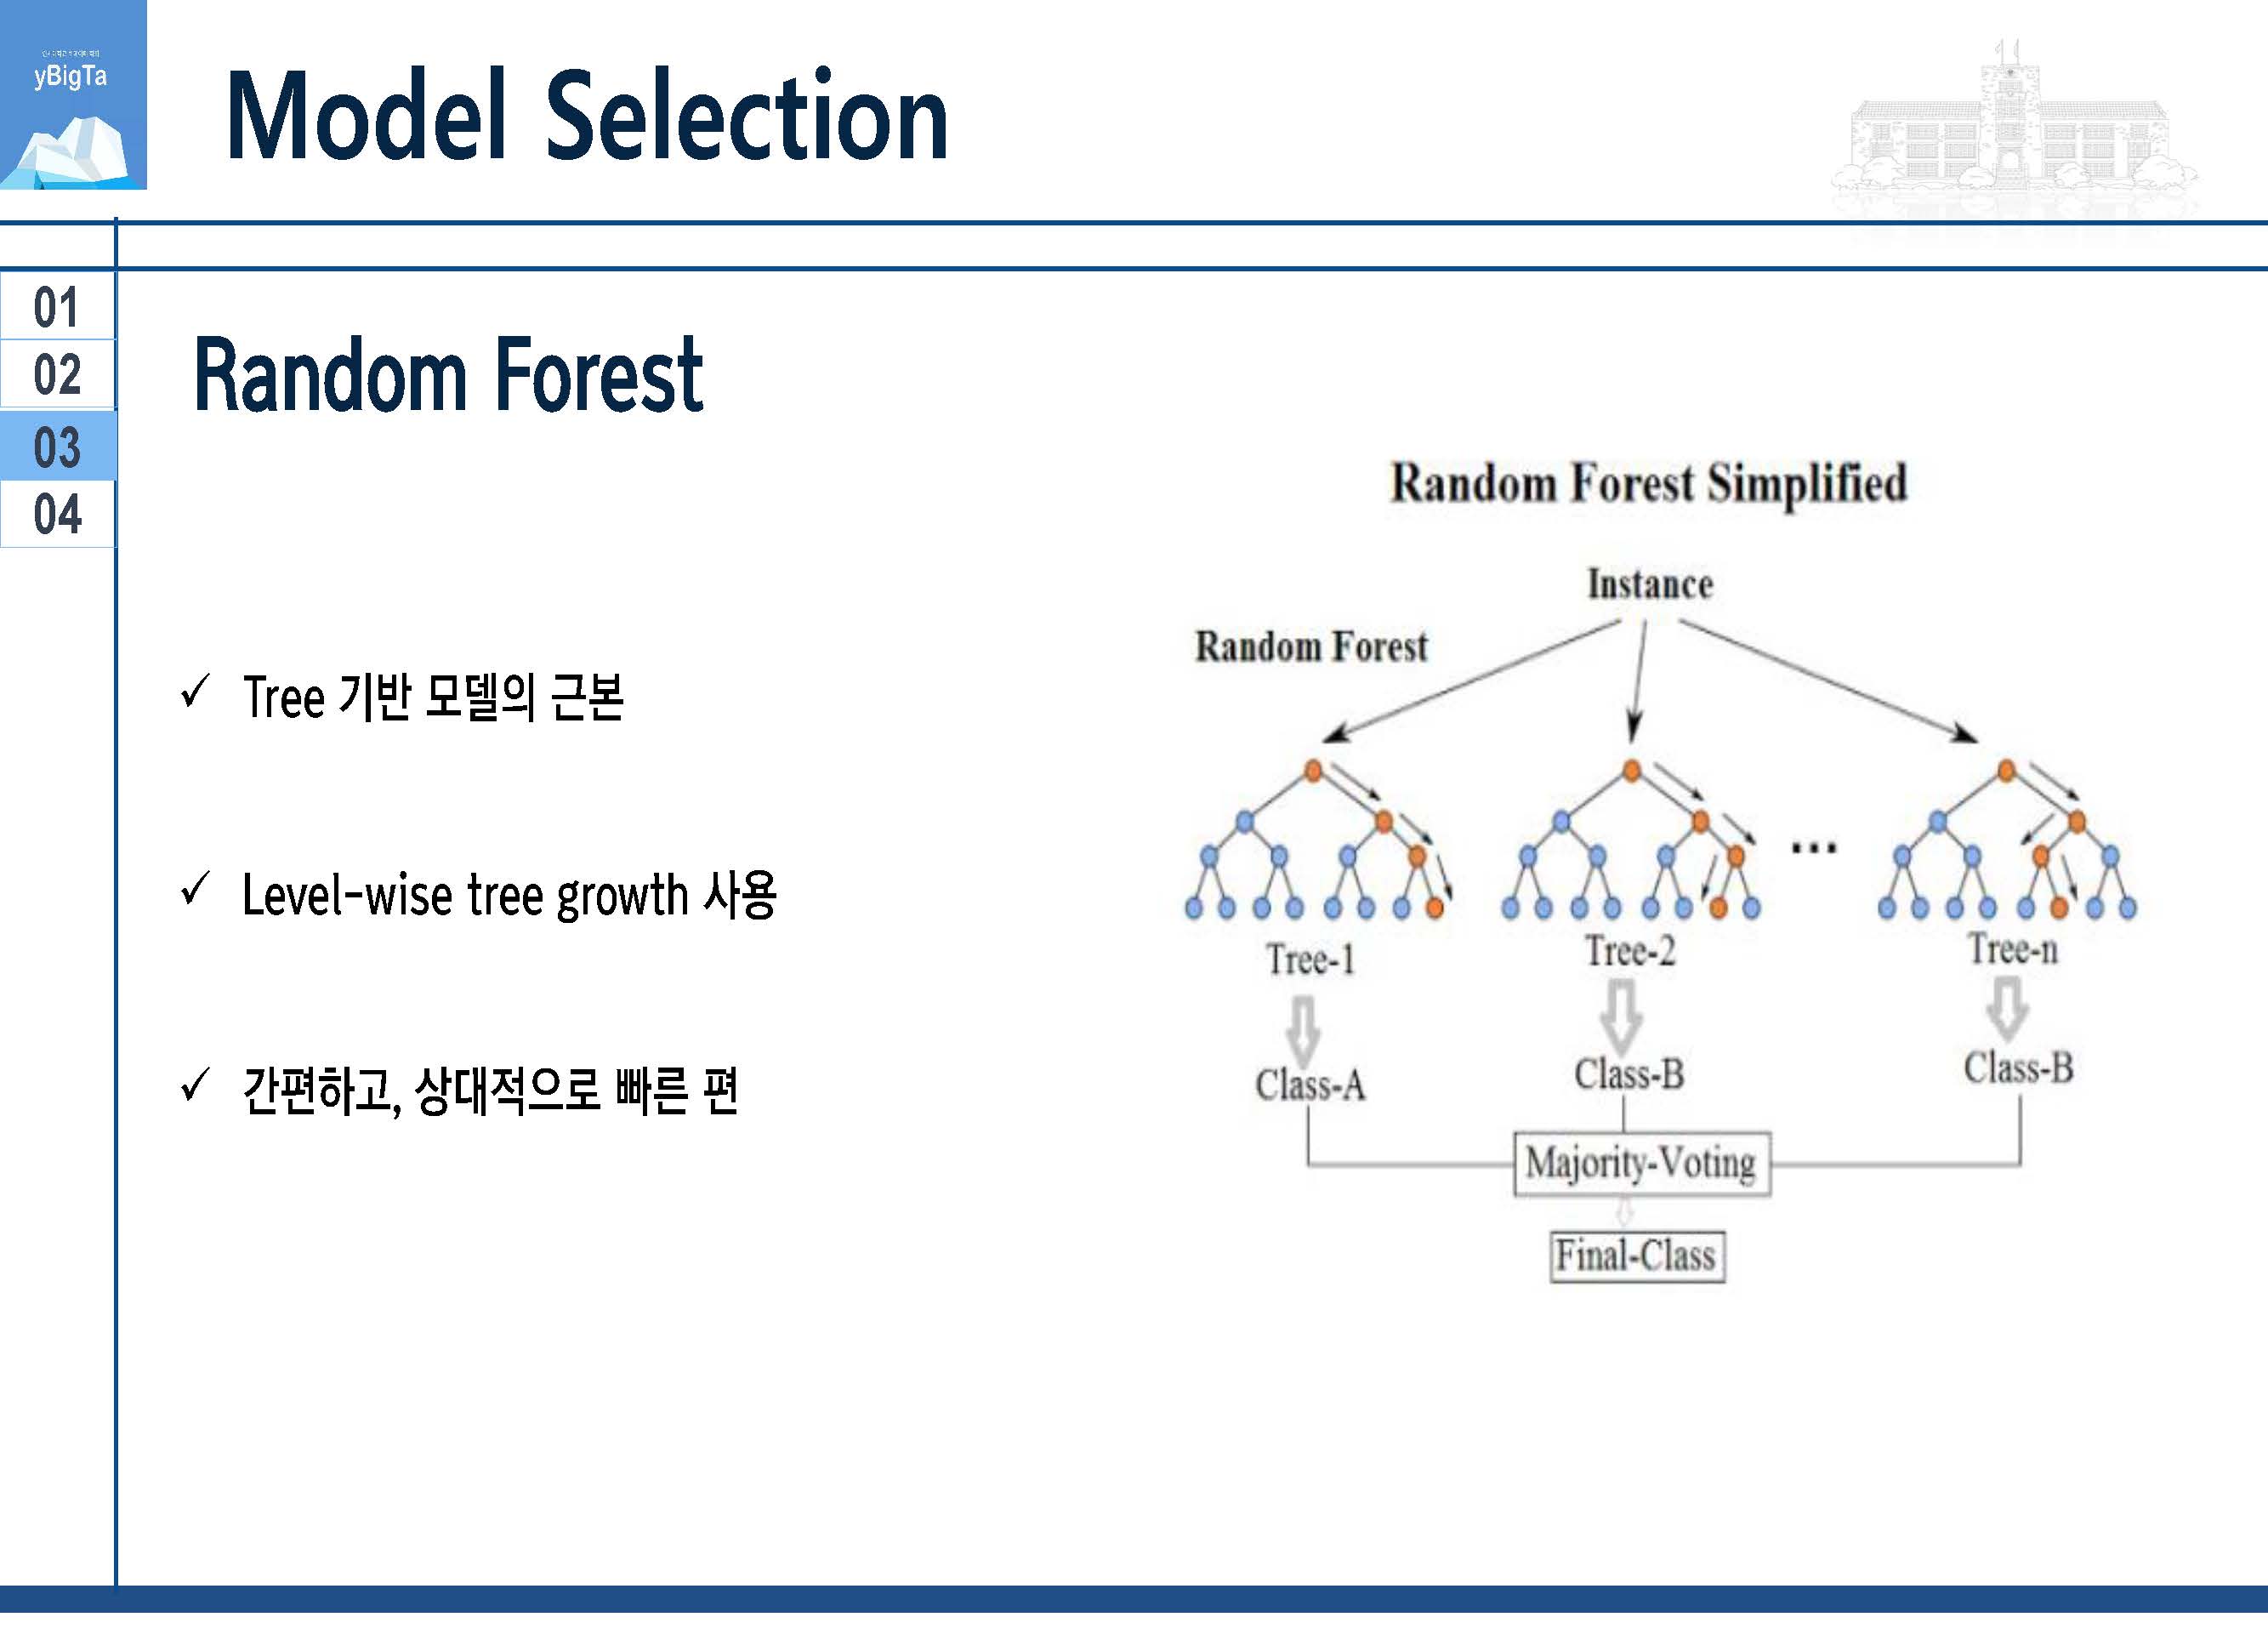 yBigTa
Model Selection
01
02
03
04
Random Forest
✓ Tree 기반 모델의 근본
✓ Level-wise tree growth 사용
✓ 간편하고, 상대적으로 빠른 편
Random Forest Simplified
Instance
Random Forest
...
Tree-1
Tree-2
Tree-n
Class-A
Class-B
Class-B
Majority-Voting
Final-Class